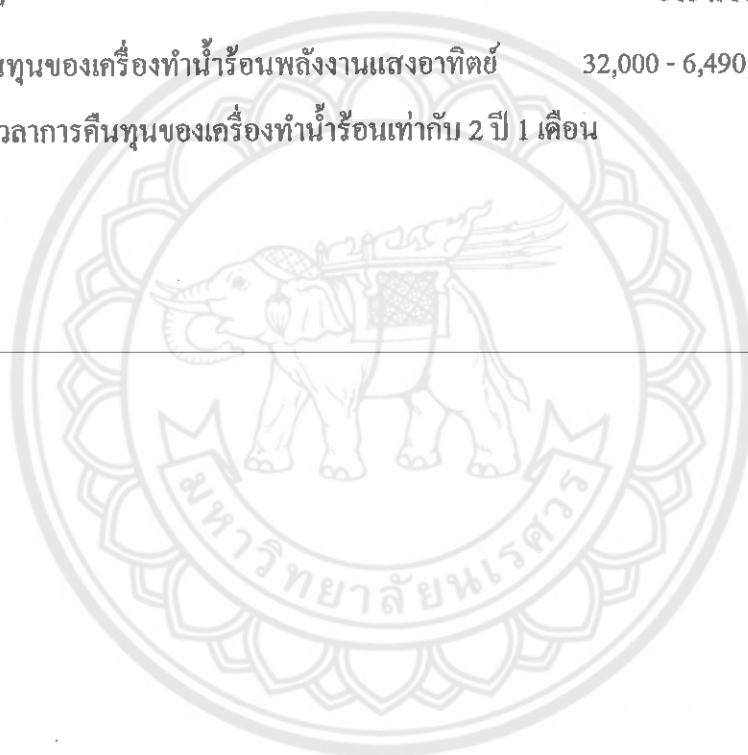 นทุนของเครื่องทำน้ำร้อนพลังงานแสงอาทิตย์ 32,000 - 6,490
วลาการคืนทุนของเครื่องทำน้ำร้อนเท่ากับ 2 ปี 1 เดือน
มหาวิทยาลัยนเรศวร